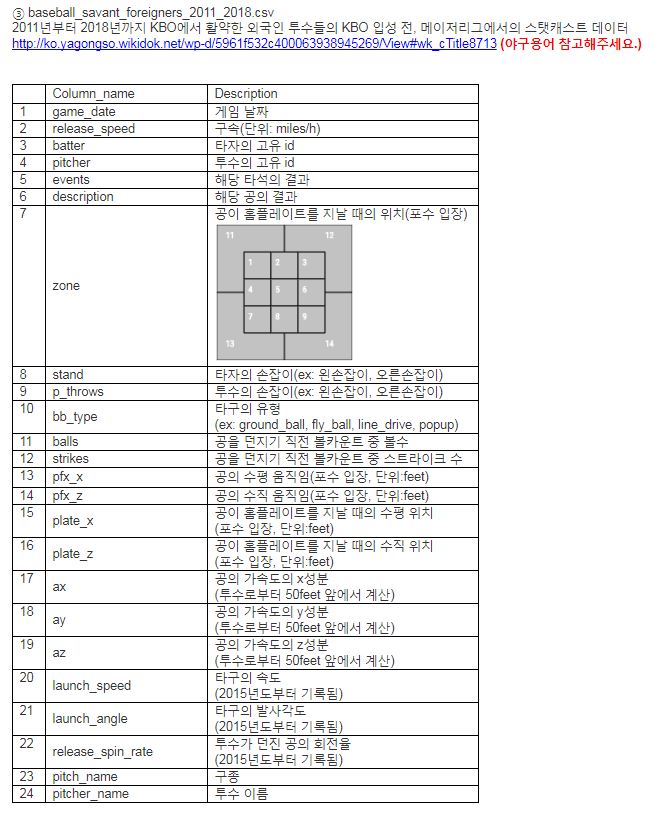 ③ baseball_savant_foreigners_2011_2018.csv
2011년부터 2018년까지 KBO에서 활약한 외국인 투수들의 KBO 입성 전, 메이저리그에서의 스탯캐스트 데이터
http://ko.yagongso.wikidok.net/wp-d/5961f532c400063938945269/View#wk_cTitle8713 (야구용어 참고해주세요.)
Column_name Description
1 game_date 게임 날짜
2 release_speed 구속(단위: miles/h)
3 batter 타자의 고유 id
4 pitcher 투수의 고유 id
5 events 해당 타석의 결과
6 description 해당 공의 결과
7 zone 공이 홈플레이트를 지날 때의 위치(포수 입장)
11 12
1 2 3
4 5 6
7 8 9
13 14
8 stand 타자의 손잡이(ex: 왼손잡이, 오른손잡이)
9 p_throws 투수의 손잡이(ex: 왼손잡이, 오른손잡이)
10 bb_type 타구의 유형
(ex: ground_ball, fly_ball, line_drive, popup)
11 balls 공을 던지기 직전 볼카운트 중 볼수
12 strikes 공을 던지기 직전 볼카운트 중 스트라이크 수
13 pfx_x 공의 수평 움직임(포수 입장, 단위:feet)
14 pfx_z 공의 수직 움직임(포수 입장, 단위:feet)
15 plate_x 공이 홈플레이트를 지날 때의 수평 위치
(포수 입장, 단위:feet)
16 plate_z 공이 홈플레이트를 지날 때의 수직 위치
(포수 입장, 단위:feet)
17 ax 공의 가속도의 x성분
(투수로부터 50feet 앞에서 계산)
18 ay 공의 가속도의 y성분
(투수로부터 50feet 앞에서 계산)
19 az 공의 가속도의 z성분
(투수로부터 50feet 앞에서 계산)
20 launch_speed 타구의 속도
(2015년도부터 기록됨)
21 launch_angle 타구의 발사각도
(2015년도부터 기록됨)
22 release_spin_rate 투수가 던진 공의 회전율
(2015년도부터 기록됨)
23 pitch_name 구종
24 pitcher_name 투수 이름